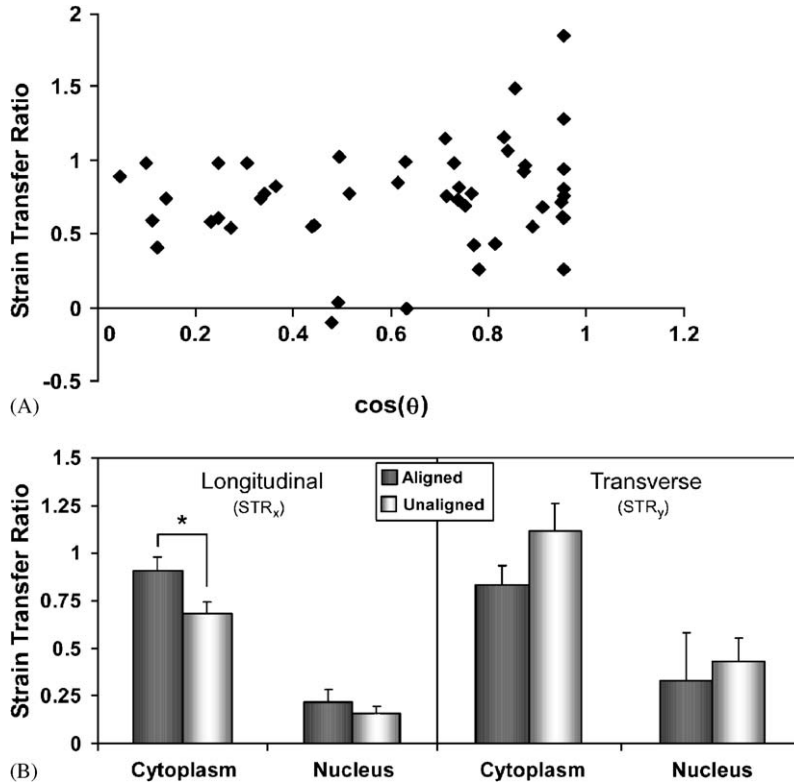 2
1.5
1
0.5
0
-0.5
Strain Transfer Ratio
0 0.2 0.4 0.6 0.8 1 1.2
(A)
cos(θ)
1.5
1.25
1
0.75
0.5
0.25
0
Strain Transfer Ratio
Longitudinal
(STRx)
*
Aligned
Unaligned
Transverse
(STRy)
(B)
Cytoplasm Nucleus Cytoplasm Nucleus